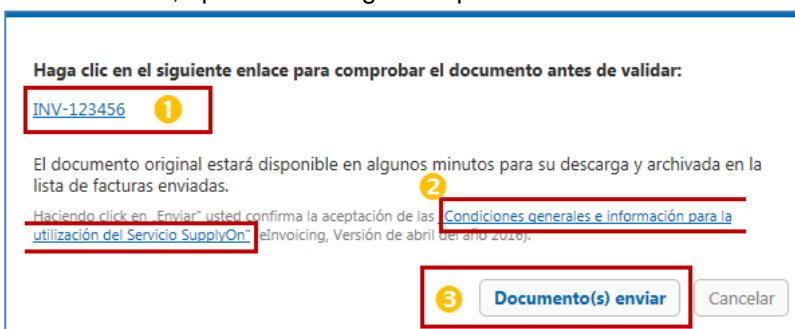 Haga clic en el siguiente enlace para comprobar el documento antes de validar:
INV-123456 1
El documento original estará disponible en algunos minutos para su descarga y archivada en la
lista de facturas enviadas.
2
Haciendo click en „Enviar" usted confirma la aceptación de las „Condiciones generales e información para la
utilización del Servicio SupplyOn" (eInvoicing, Versión de abril del año 2016).
3 Documento(s) enviar Cancelar